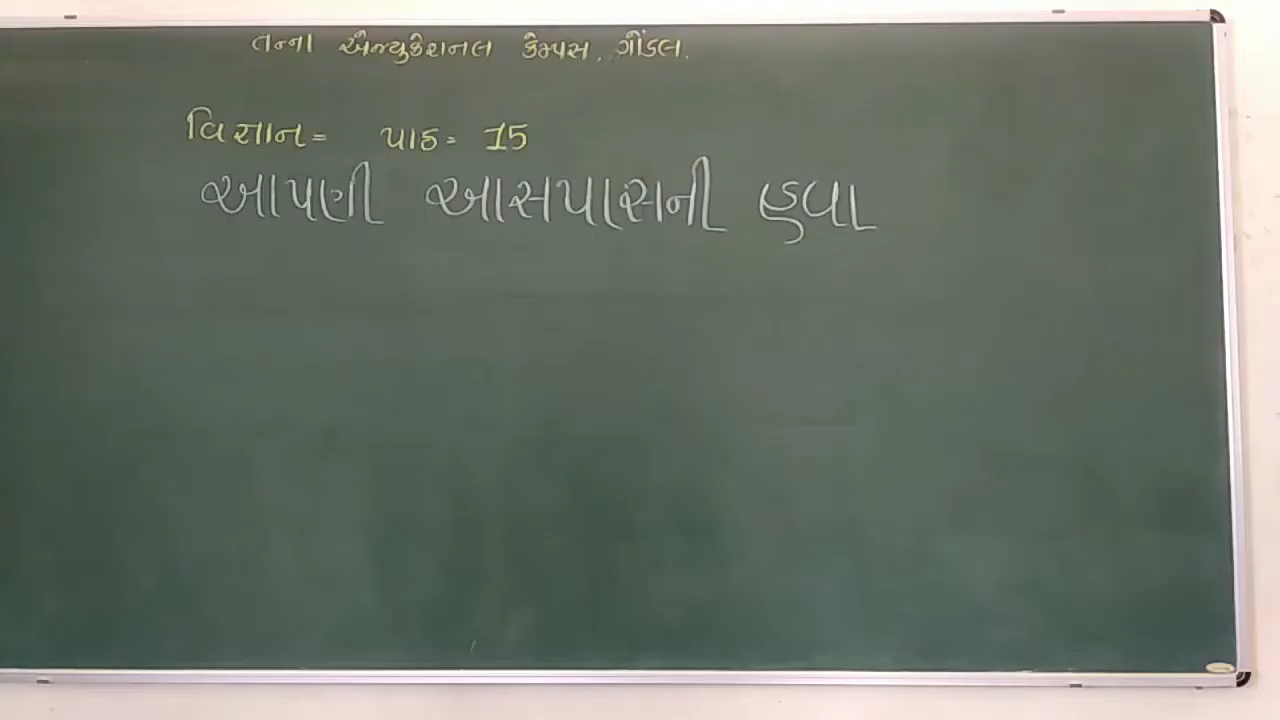 તન્ના એજ્યુકેશનલ કેમ્પસ, ગોંડલ.
વિજ્ઞાન = પાઠ = 15
આપણી આસપાસની હવા